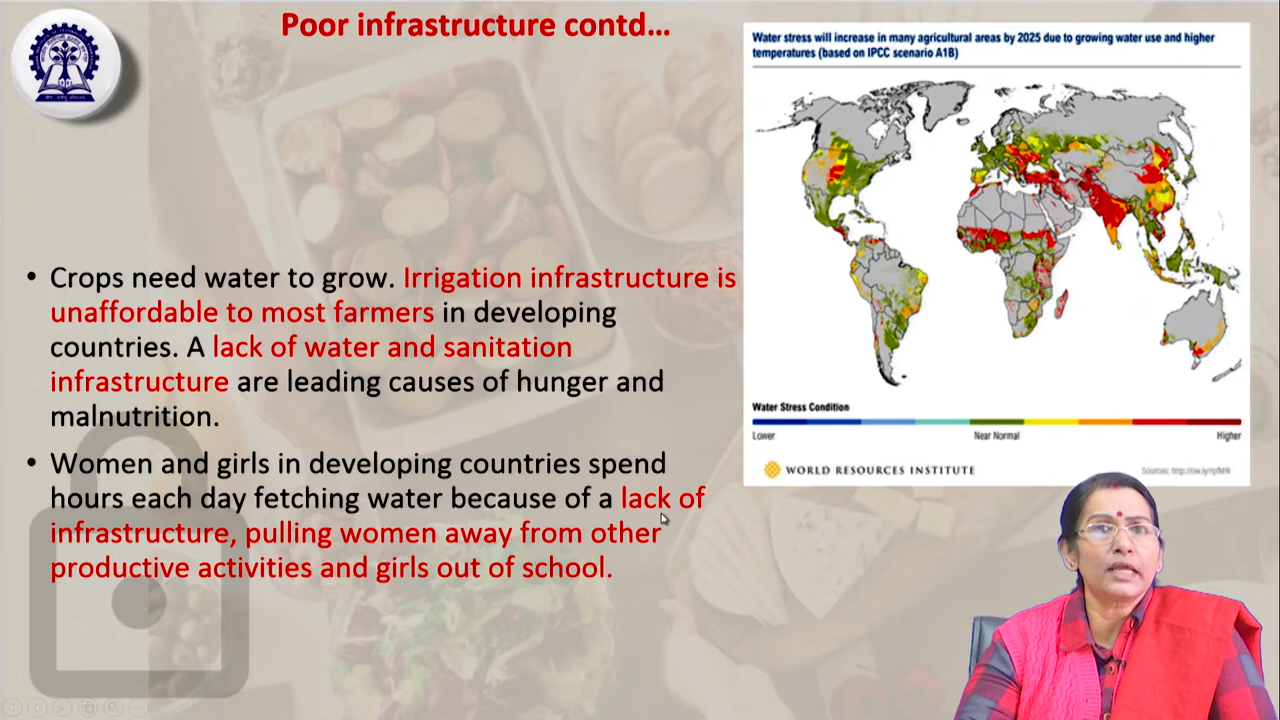 Poor infrastructure contd…
Water stress will increase in many agricultural areas by 2025 due to growing water use and higher
temperatures (based on IPCC scenario A1B)
• Crops need water to grow. Irrigation infrastructure is
unaffordable to most farmers in developing
countries. A lack of water and sanitation
infrastructure are leading causes of hunger and
malnutrition.
• Women and girls in developing countries spend
hours each day fetching water because of a lack of
infrastructure, pulling women away from other
productive activities and girls out of school.
Water Stress Condition
Lower Near Normal Higher
WORLD RESOURCES INSTITUTE